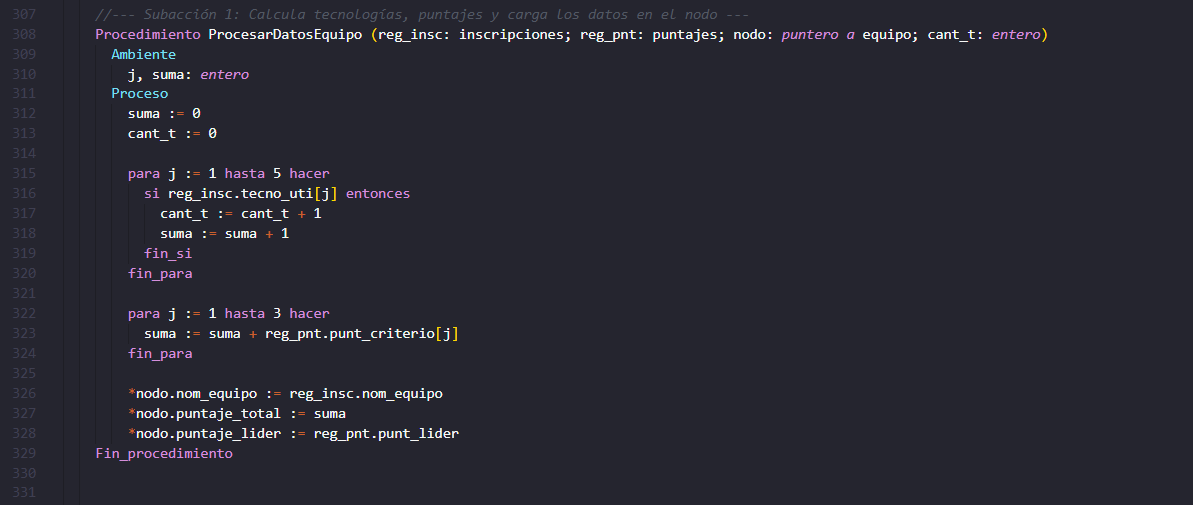 307 //--- Subacción 1: Calcula tecnologías, puntajes y carga los datos en el nodo ---
308 Procedimiento ProcesarDatosEquipo (reg_insc: inscripciones; reg_pnt: puntajes; nodo: puntero a equipo; cant_t: entero)
309 Ambiente
310 j, suma: entero
311 Proceso
312 suma := 0
313 cant_t := 0
314
315 para j := 1 hasta 5 hacer
316 si reg_insc.tecno_uti[j] entonces
317 cant_t := cant_t + 1
318 suma := suma + 1
319 fin_si
320 fin_para
321
322 para j := 1 hasta 3 hacer
323 suma := suma + reg_pnt.punt_criterio[j]
324 fin_para
325
326 *nodo.nom_equipo := reg_insc.nom_equipo
327 *nodo.puntaje_total := suma
328 *nodo.puntaje_lider := reg_pnt.punt_lider
329 Fin_procedimiento
330
331